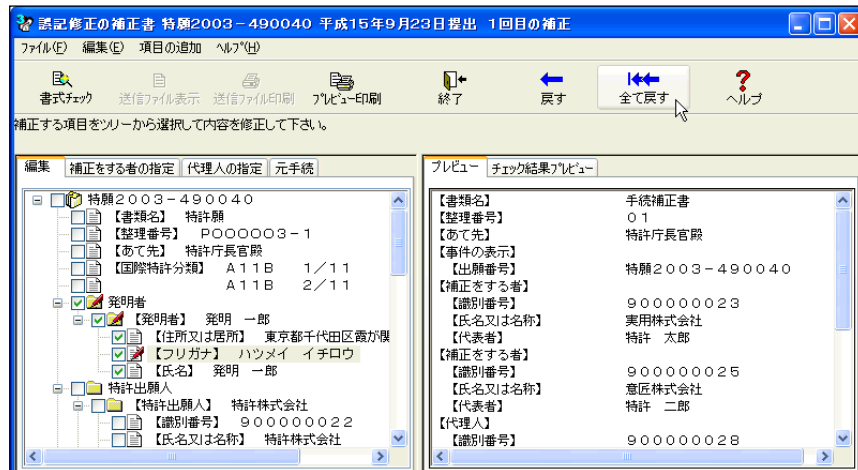 誤記修正の補正書 特願2003－490040 平成15年9月23日提出 1回目の補正
ファイル(F) 編集(E) 項目の追加 ヘルプ(H)
書式チェック 送信ファイル表示 送信ファイル印刷 プレビュー印刷 終了 戻す 全て戻す ヘルプ
補正する項目をツリーから選択して内容を修正して下さい。
編集 補正をする者の指定 代理人の指定 元手続
特願２００３－４９００４０
【書類名】 特許願
【整理番号】 Ｐ０００００３－１
【あて先】 特許庁長官殿
【国際特許分類】 Ａ１１Ｂ １／１１
Ａ１１Ｂ ２／１１
発明者
【発明者】 発明 一郎
【住所又は居所】 東京都千代田区霞が関
【フリガナ】 ハツメイ イチロウ
【氏名】 発明 一郎
特許出願人
【特許出願人】 特許株式会社
【識別番号】 ９００００００２２
【氏名又は名称】 特許株式会社
プレビュー チェック結果プレビュー
【書類名】 手続補正書
【整理番号】 ０１
【あて先】 特許庁長官殿
【事件の表示】
【出願番号】 特願２００３－４９００４０
【補正をする者】
【識別番号】 ９００００００２３
【氏名又は名称】 実用株式会社
【代表者】 特許 太郎
【補正をする者】
【識別番号】 ９００００００２５
【氏名又は名称】 意匠株式会社
【代表者】 特許 二郎
【代理人】
【識別番号】 ９００００００２８